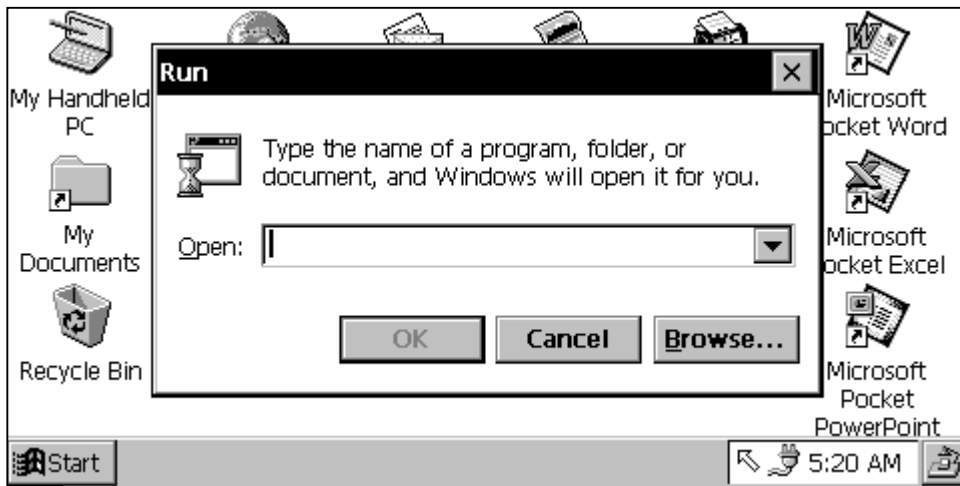 My Handheld
PC
My
Documents
Recycle Bin
Run
Type the name of a program, folder, or
document, and Windows will open it for you.
Open:
OK
Cancel
Browse...
Microsoft
ocket Word
Microsoft
ocket Excel
Microsoft
Pocket
PowerPoint
Start
5:20 AM